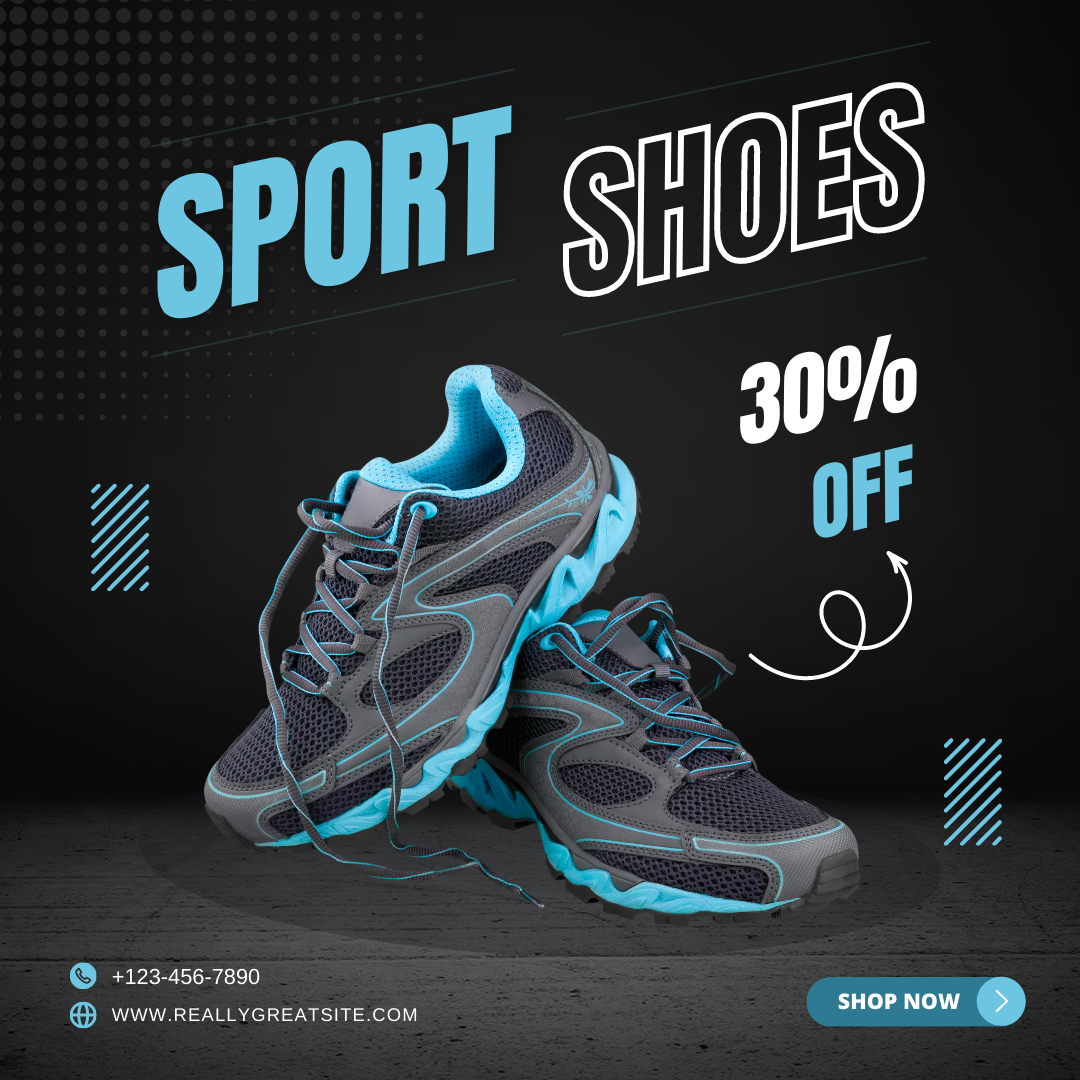 SPORT SHOES
30%
OFF
+123-456-7890
WWW.REALLYGREATSITE.COM
SHOP NOW